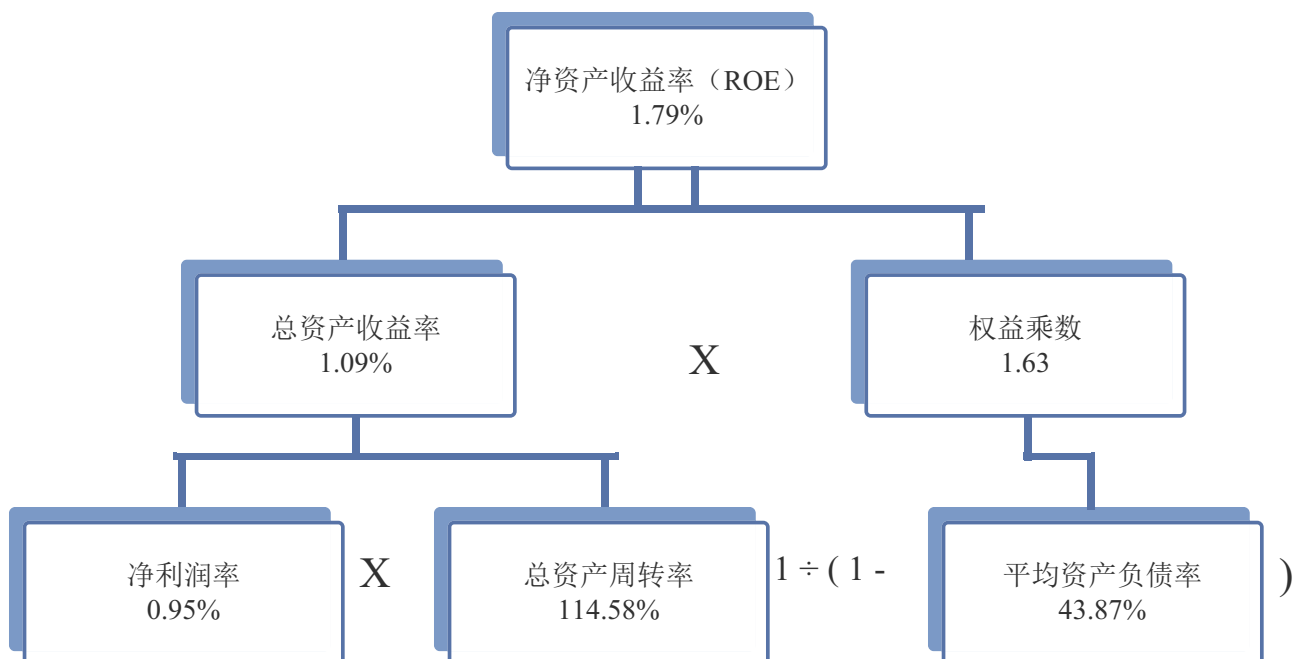 净资产收益率（ROE）
1.79%
总资产收益率
1.09%
X
权益乘数
1.63
净利润率
0.95%
X
总资产周转率
114.58%
1 ÷ ( 1 -
平均资产负债率
43.87%
)